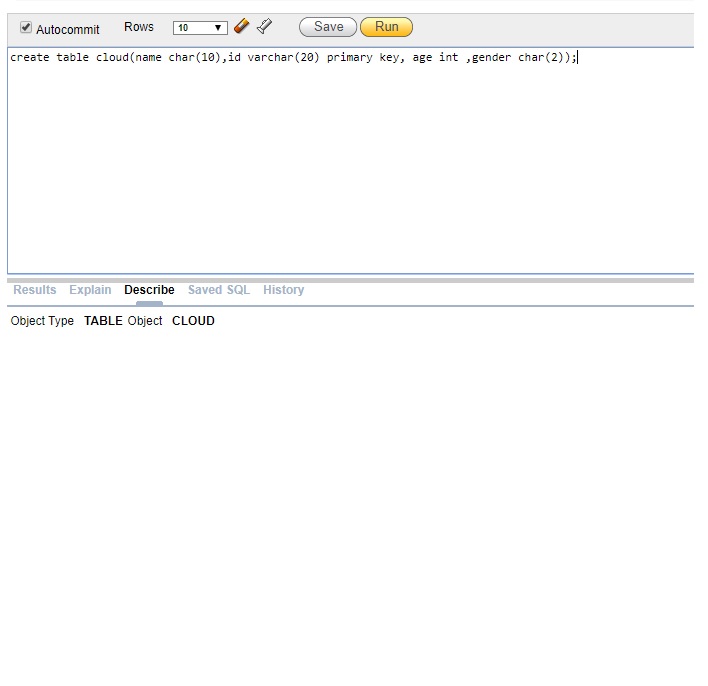 Autocommit Rows 10 Save Run
create table cloud(name char(10),id varchar(20) primary key, age int ,gender char(2));
Results Explain Describe Saved SQL History
Object Type TABLE Object CLOUD